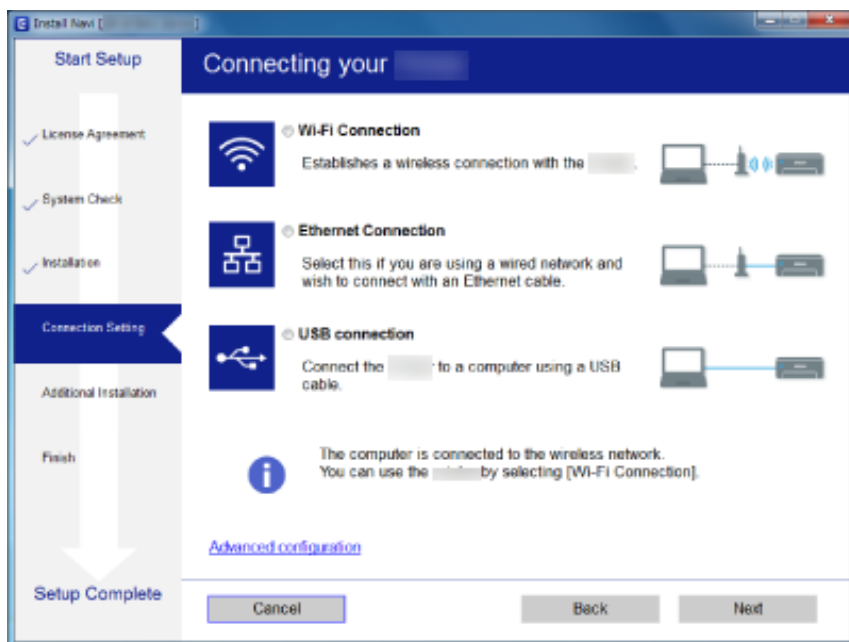 Install Navi [
]
Start Setup
License Agreement
System Check
Installation
Connection Setting
Additional Installation
Finish
Setup Complete
Connecting your
Wi-Fi Connection
Establishes a wireless connection with the .
Ethernet Connection
Select this if you are using a wired network and
wish to connect with an Ethernet cable.
USB connection
Connect the to a computer using a USB
cable.
The computer is connected to the wireless network.
You can use the by selecting [Wi-Fi Connection].
Advanced configuration
Cancel
Back
Next